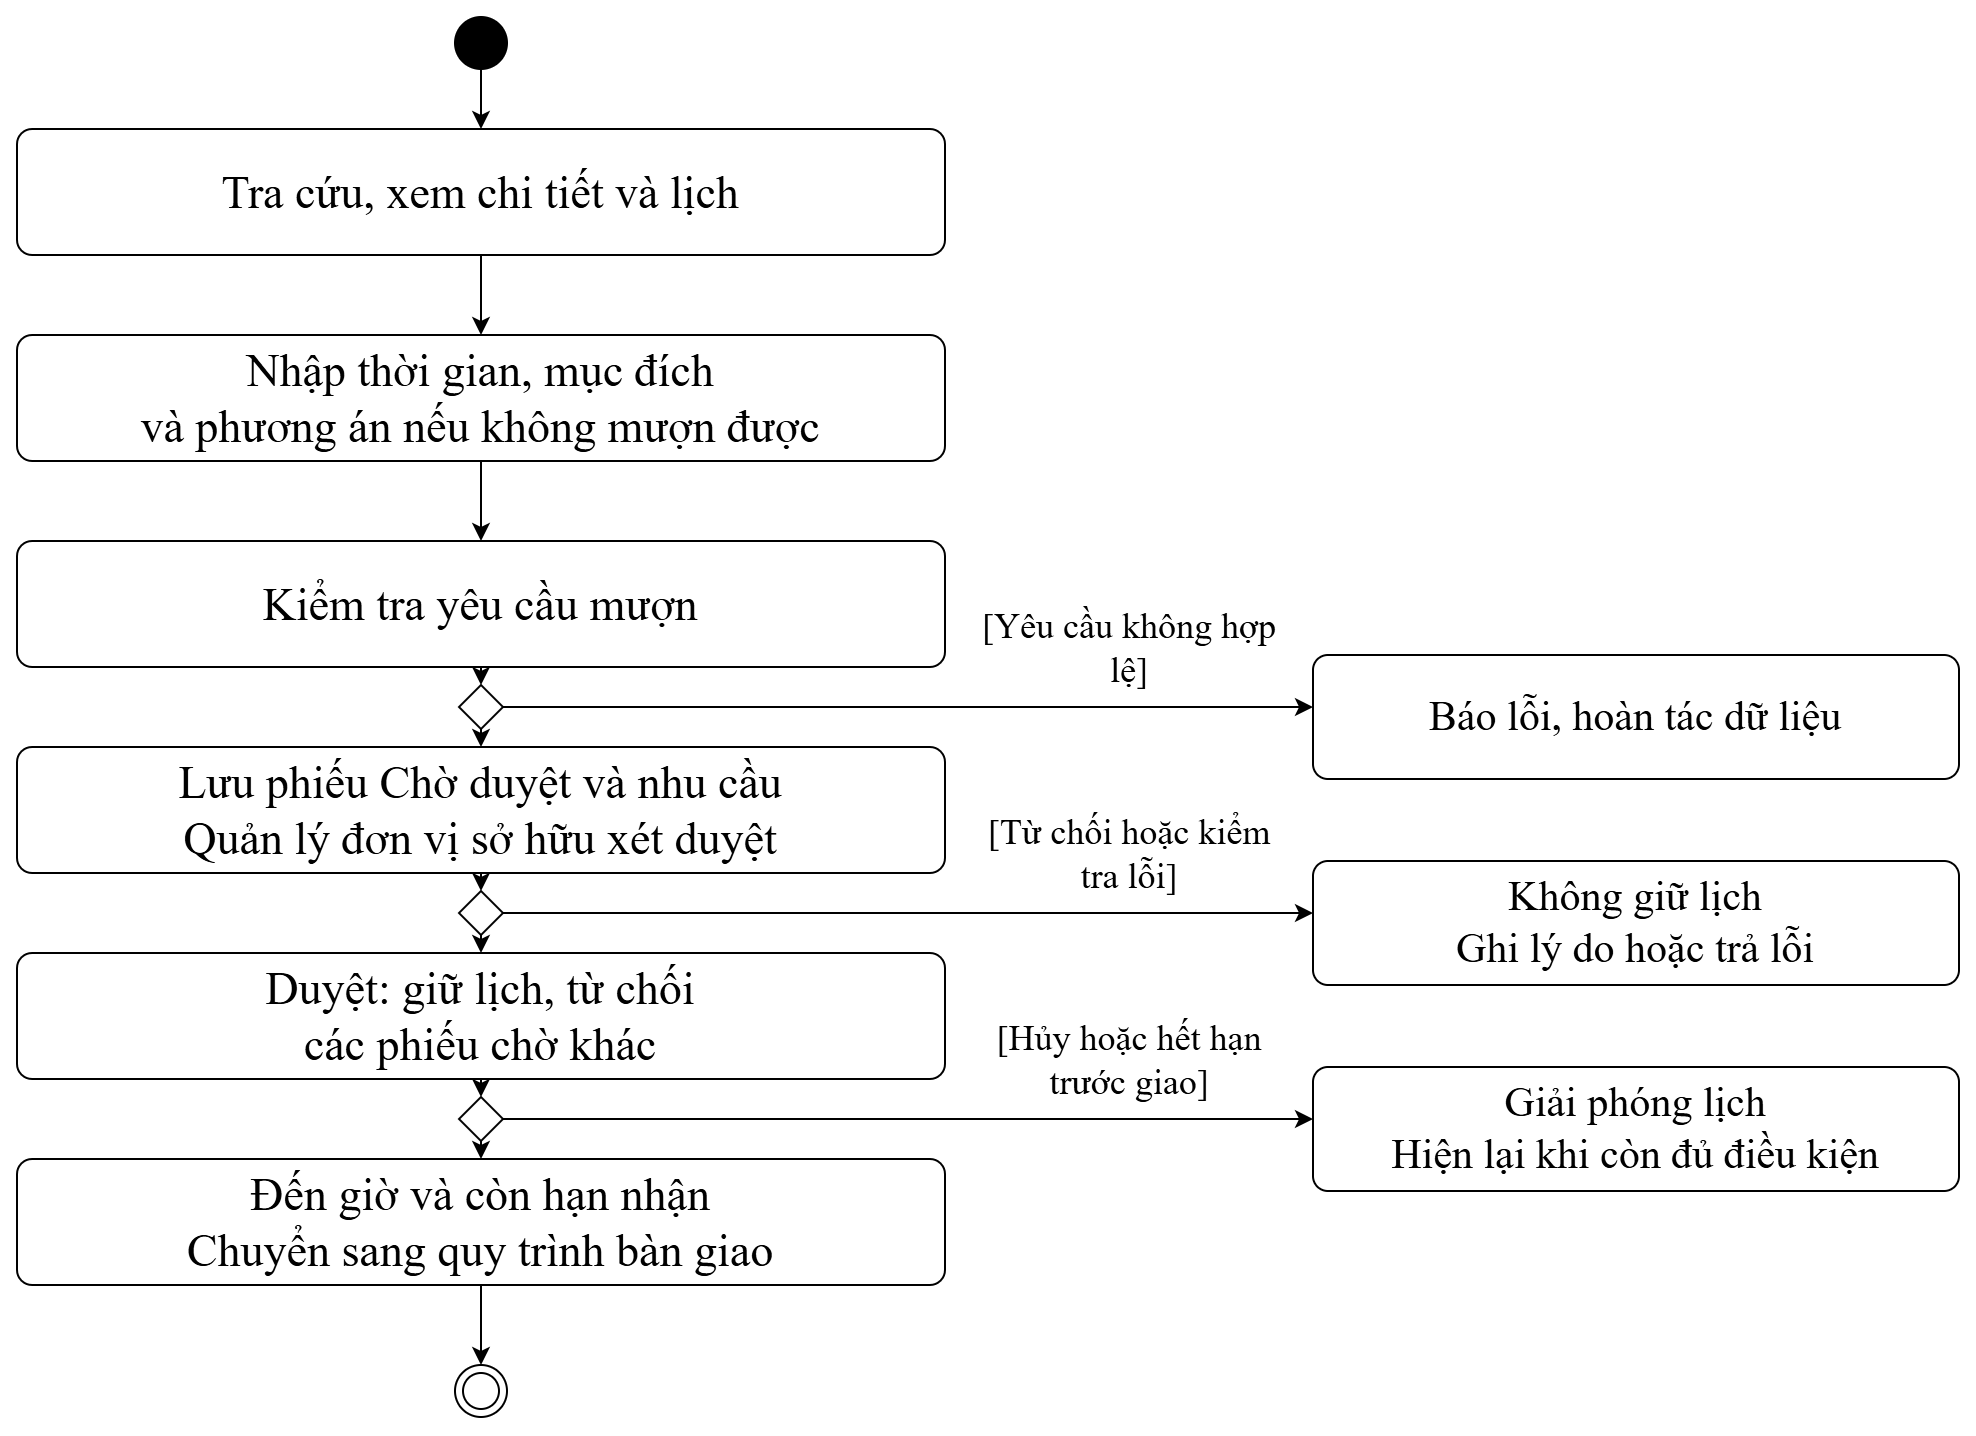 Tra cứu, xem chi tiết và lịch
Nhập thời gian, mục đích
và phương án nếu không mượn được
Kiểm tra yêu cầu mượn
[Yêu cầu không hợp
lệ]
Báo lỗi, hoàn tác dữ liệu
Lưu phiếu Chờ duyệt và nhu cầu
Quản lý đơn vị sở hữu xét duyệt
[Từ chối hoặc kiểm
tra lỗi]
Không giữ lịch
Ghi lý do hoặc trả lỗi
Duyệt: giữ lịch, từ chối
các phiếu chờ khác
[Hủy hoặc hết hạn
trước giao]
Giải phóng lịch
Hiện lại khi còn đủ điều kiện
Đến giờ và còn hạn nhận
Chuyển sang quy trình bàn giao